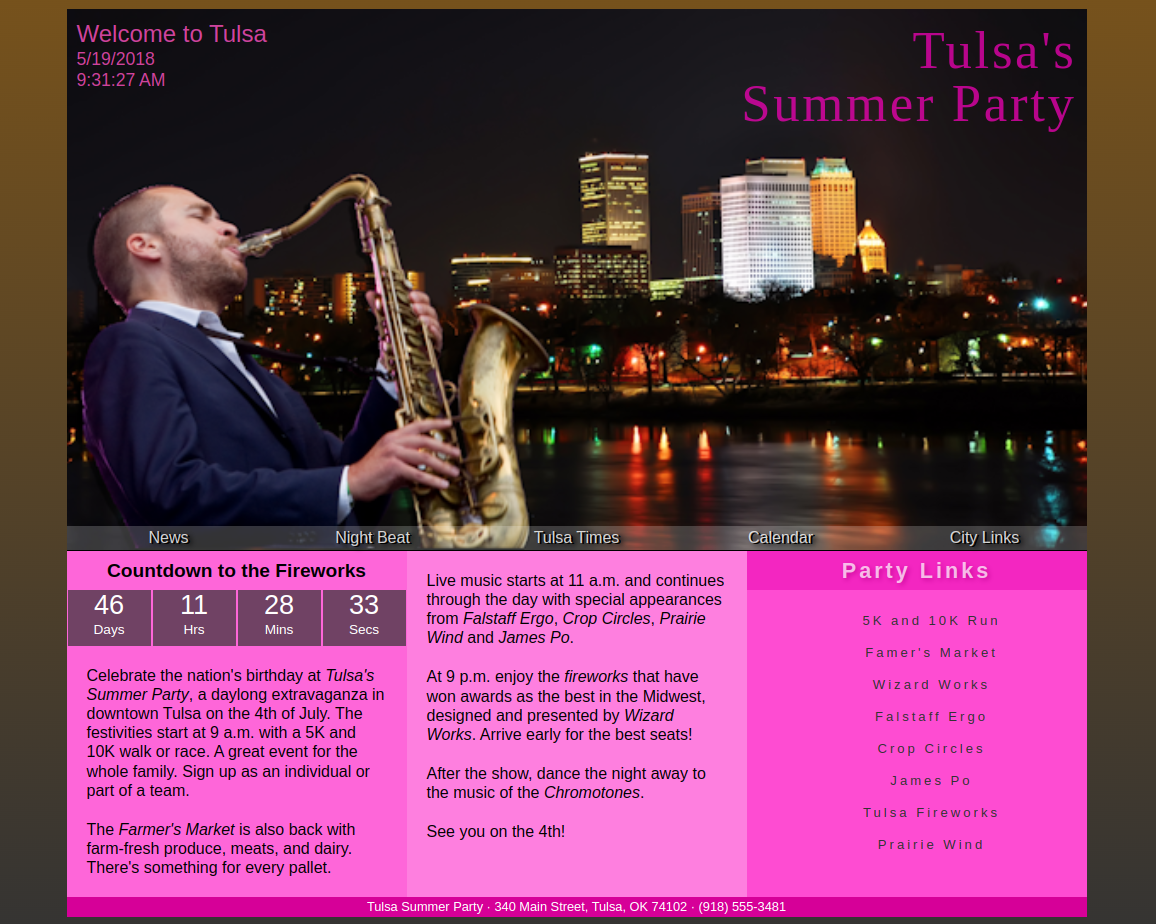 Welcome to Tulsa
5/19/2018
9:31:27 AM
Tulsa's
Summer Party
News Night Beat Tulsa Times Calendar City Links
Countdown to the Fireworks
46 11 28 33
Days Hrs Mins Secs
Celebrate the nation's birthday at Tulsa's
Summer Party, a daylong extravaganza in
downtown Tulsa on the 4th of July. The
festivities start at 9 a.m. with a 5K and
10K walk or race. A great event for the
whole family. Sign up as an individual or
part of a team.
The Farmer's Market is also back with
farm-fresh produce, meats, and dairy.
There's something for every pallet.
Live music starts at 11 a.m. and continues
through the day with special appearances
from Falstaff Ergo, Crop Circles, Prairie
Wind and James Po.
At 9 p.m. enjoy the fireworks that have
won awards as the best in the Midwest,
designed and presented by Wizard
Works. Arrive early for the best seats!
After the show, dance the night away to
the music of the Chromotones.
See you on the 4th!
Party Links
5K and 10K Run
Famer's Market
Wizard Works
Falstaff Ergo
Crop Circles
James Po
Tulsa Fireworks
Prairie Wind
Tulsa Summer Party · 340 Main Street, Tulsa, OK 74102 · (918) 555-3481